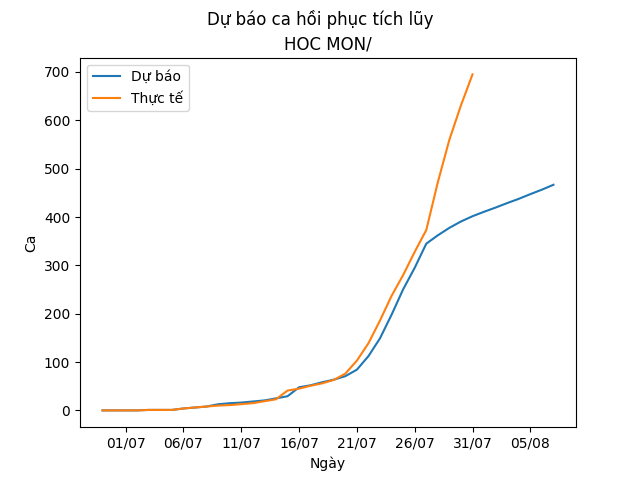 Dự báo ca hồi phục tích lũy
HOC MON/
Dự báo
Thực tế
700
600
500
400
300
200
100
0
Ca
01/07 06/07 11/07 16/07 21/07 26/07 31/07 05/08
Ngày